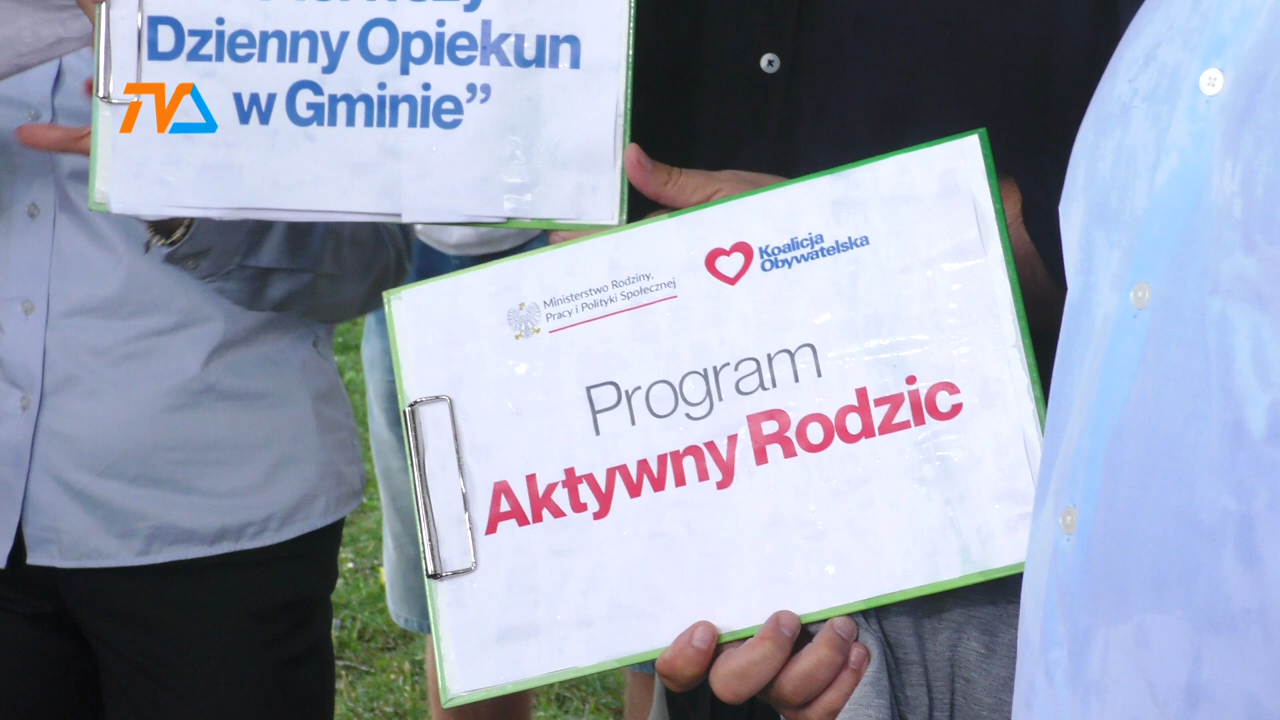 Dzienny Opiekun
w Gminie”
TVA
Ministerstwo Rodziny,
Pracy i Polityki Społecznej
Koalicja
Obywatelska
Program
Aktywny Rodzic